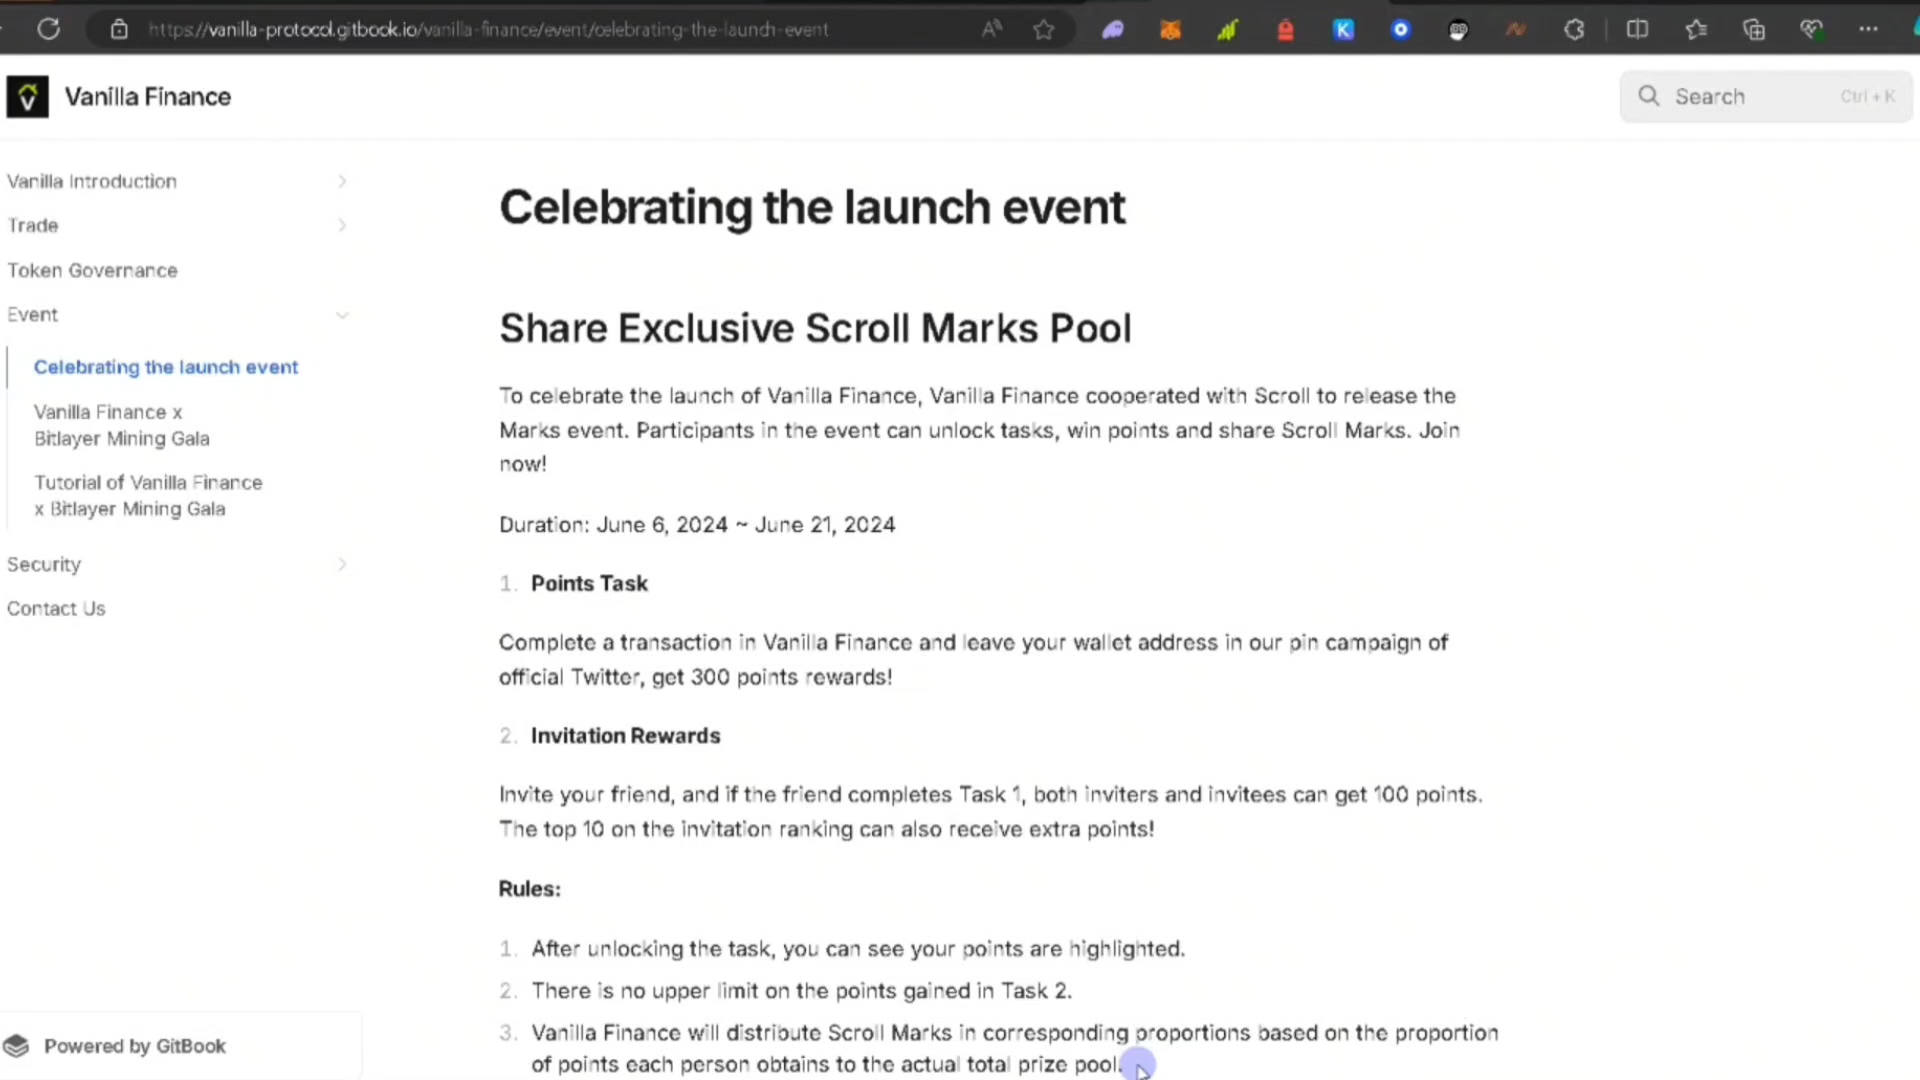 https://vanilla-protocol.gitbook.io/vanilla-finance/event/celebrating-the-launch-event
Vanilla Finance
Search
Ctrl + K
Vanilla Introduction
Trade
Token Governance
Event
Celebrating the launch event
Vanilla Finance x
Bitlayer Mining Gala
Tutorial of Vanilla Finance
x Bitlayer Mining Gala
Security
Contact Us
Powered by GitBook
Celebrating the launch event
Share Exclusive Scroll Marks Pool
To celebrate the launch of Vanilla Finance, Vanilla Finance cooperated with Scroll to release the
Marks event. Participants in the event can unlock tasks, win points and share Scroll Marks. Join
now!
Duration: June 6, 2024 ~ June 21, 2024
1. Points Task
Complete a transaction in Vanilla Finance and leave your wallet address in our pin campaign of
official Twitter, get 300 points rewards!
2. Invitation Rewards
Invite your friend, and if the friend completes Task 1, both inviters and invitees can get 100 points.
The top 10 on the invitation ranking can also receive extra points!
Rules:
1. After unlocking the task, you can see your points are highlighted.
2. There is no upper limit on the points gained in Task 2.
3. Vanilla Finance will distribute Scroll Marks in corresponding proportions based on the proportion
of points each person obtains to the actual total prize pool.